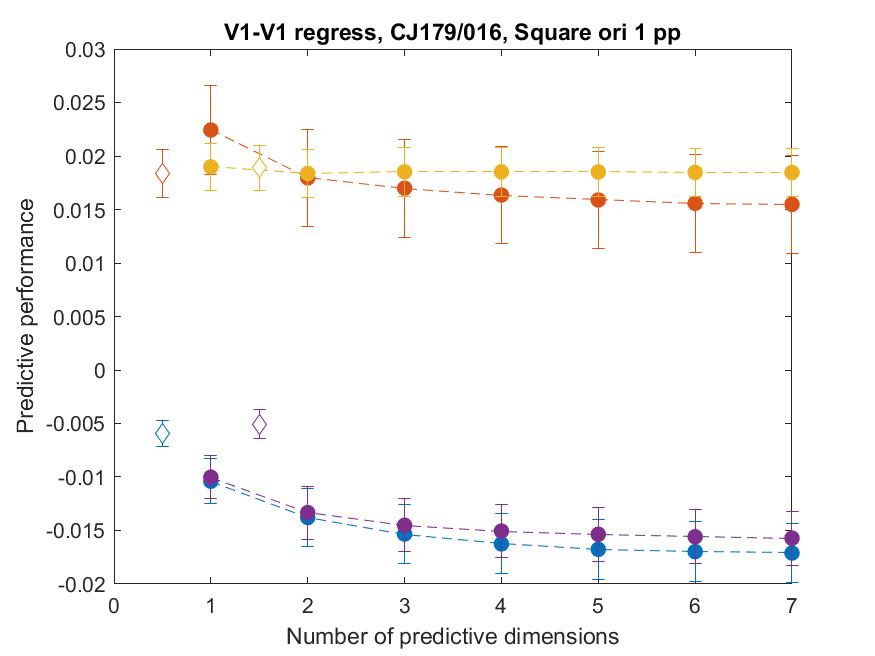 V1-V1 regress, CJ179/016, Square ori 1 pp
0.03
0.025
0.02
0.015
0.01
0.005
0
-0.005
-0.01
-0.015
-0.02
Predictive performance
0 1 2 3 4 5 6 7
Number of predictive dimensions